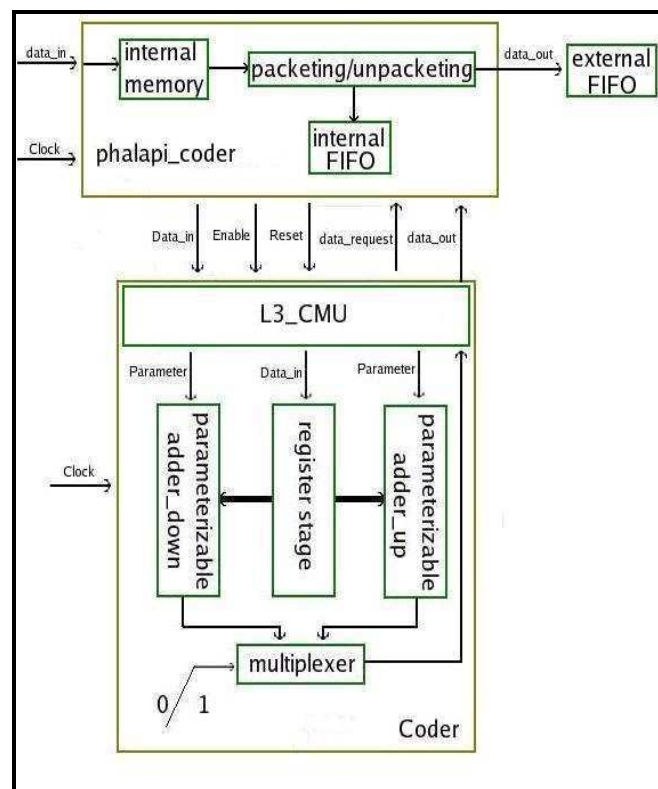 data_in
internal
memory
packeting/unpacketing
data_out
external
FIFO
internal
FIFO
Clock
phalapi_coder
Data_in
Enable
Reset
data_request
data_out
L3_CMU
Parameter
Data_in
Parameter
parameterizable
adder_down
register stage
parameterizable
adder_up
Clock
multiplexer
0 1
Coder